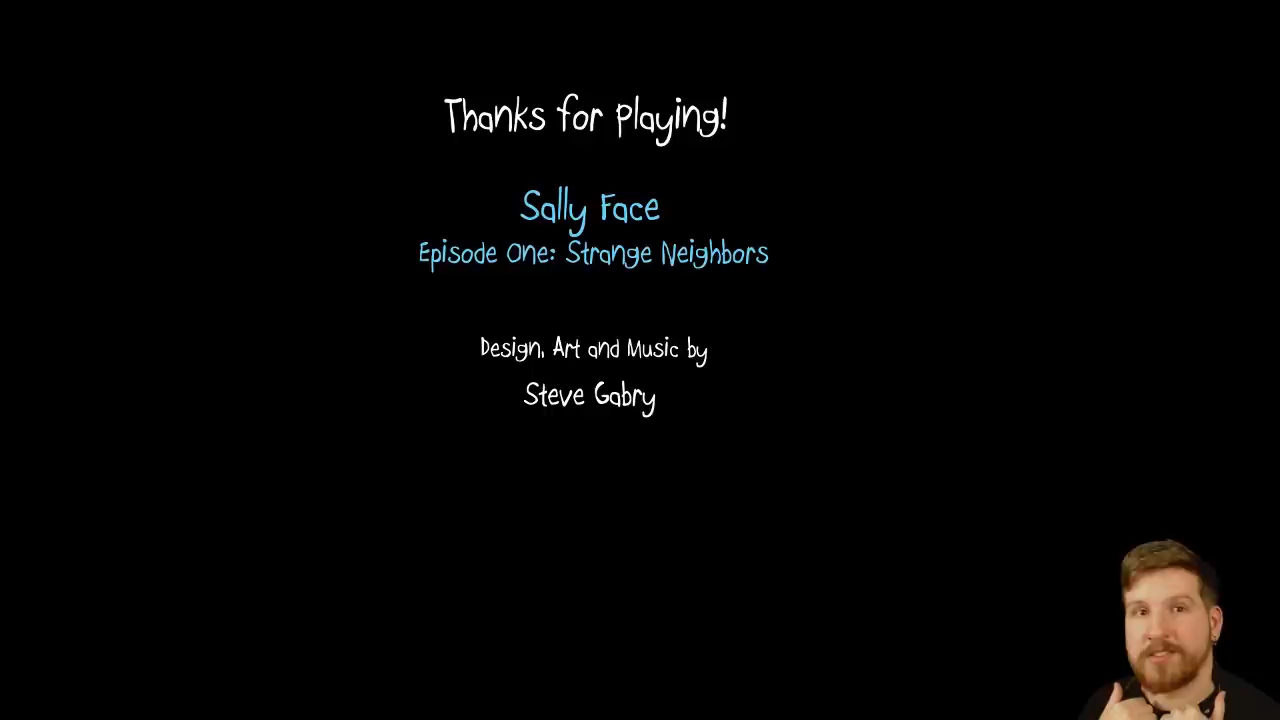 Thanks for playing!
Sally Face
Episode One: Strange Neighbors
Design, Art and Music by
Steve Gabry